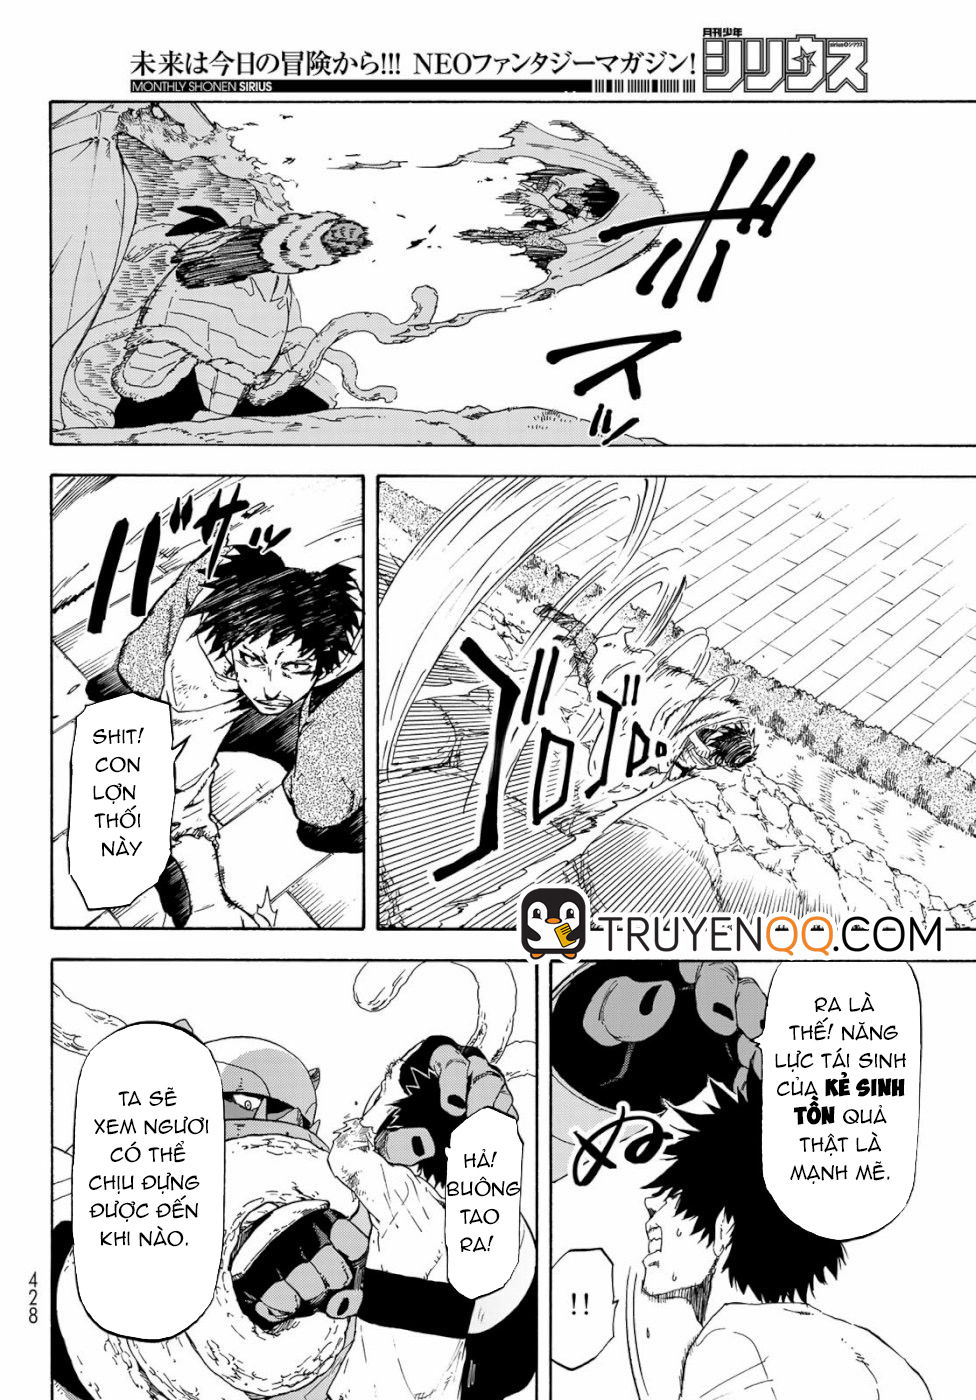 月刊少年
シリウス
未来は今日の冒険から!!! NEOファンタジーマガジン!
MONTHLY SHONEN SIRIUS
ボ
ス
ゴ
ロ
ゴ
ロ
SHIT!
CON
LỢN
THỐI
NÀY
TRUYENQQ.COM
RA LÀ
THẾ! NĂNG
LỰC TÁI SINH
CỦA KẺ SINH
TỒN QUẢ
THẬT LÀ
MẠNH MẼ.
ぬ
!!
HẢ!
BUÔNG
TAO
RA!
TA SẼ
XEM NGƯƠI
CÓ THỂ
CHỊU ĐỰNG
ĐƯỢC ĐẾN
KHI NÀO.
428